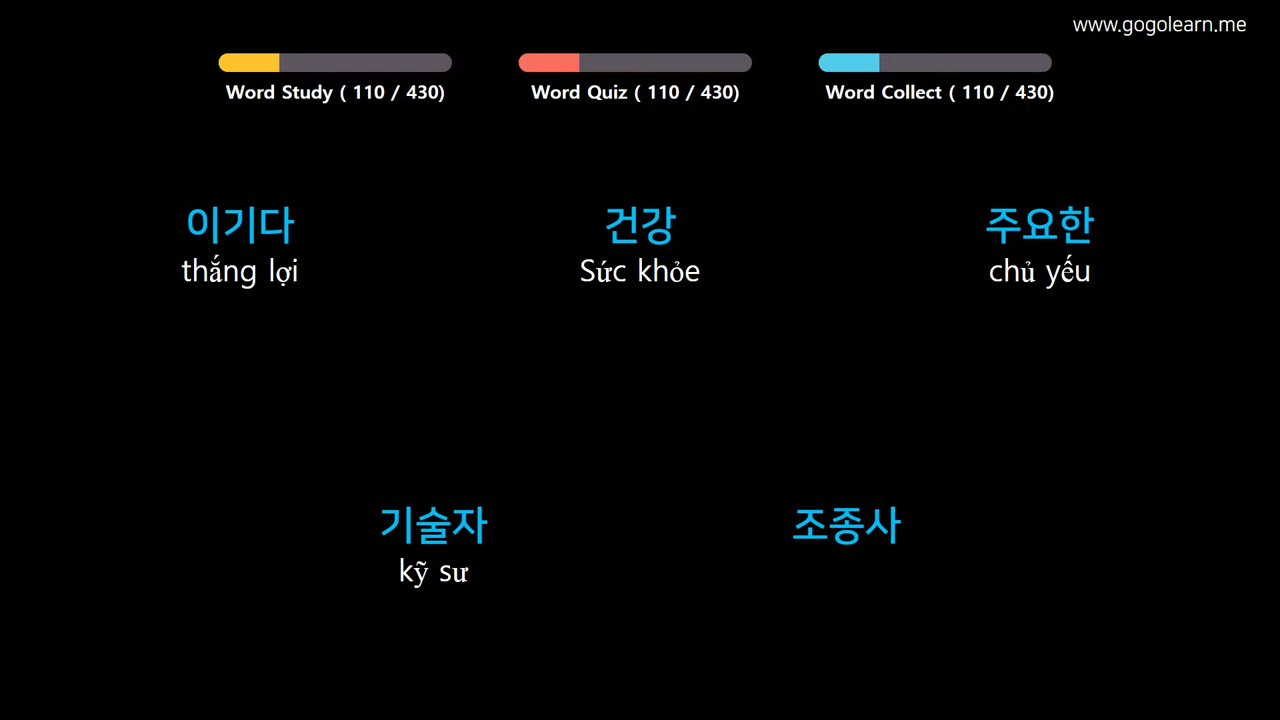 www.gogolearn.me
Word Study ( 110 / 430)
Word Quiz ( 110 / 430)
Word Collect ( 110 / 430)
이기다
thắng lợi
건강
Sức khỏe
주요한
chủ yếu
기술자
kỹ sư
조종사